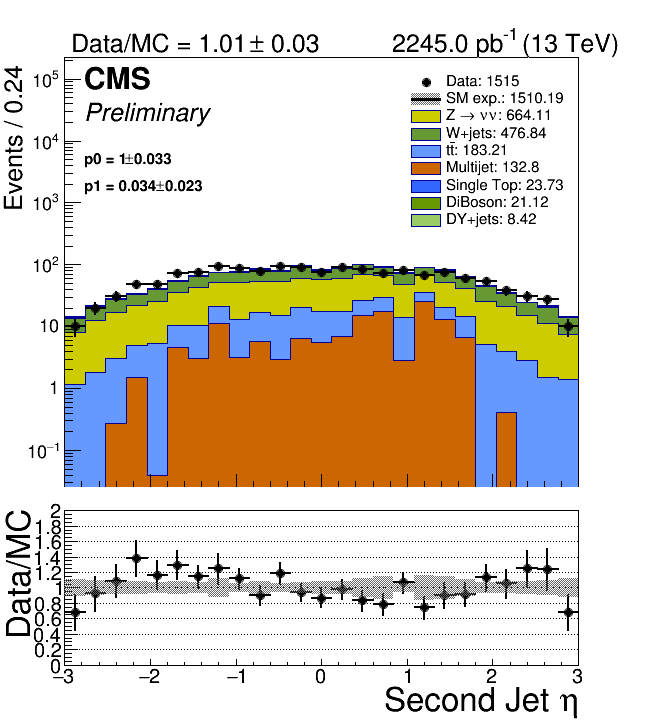 Data/MC = 1.01± 0.03 2245.0 pb⁻¹ (13 TeV)
Events / 0.24
CMS
Preliminary
p0 = 1±0.033
p1 = 0.034±0.023
Data: 1515
SM exp.: 1510.19
Z → νν: 664.11
W+jets: 476.84
tt̄: 183.21
Multijet: 132.8
Single Top: 23.73
DiBoson: 21.12
DY+jets: 8.42
10⁵
10⁴
10³
10²
10
1
10⁻¹
Data/MC
2
1.8
1.6
1.4
1.2
1
0.8
0.6
0.4
0.2
0
−3 −2 −1 0 1 2 3
Second Jet η